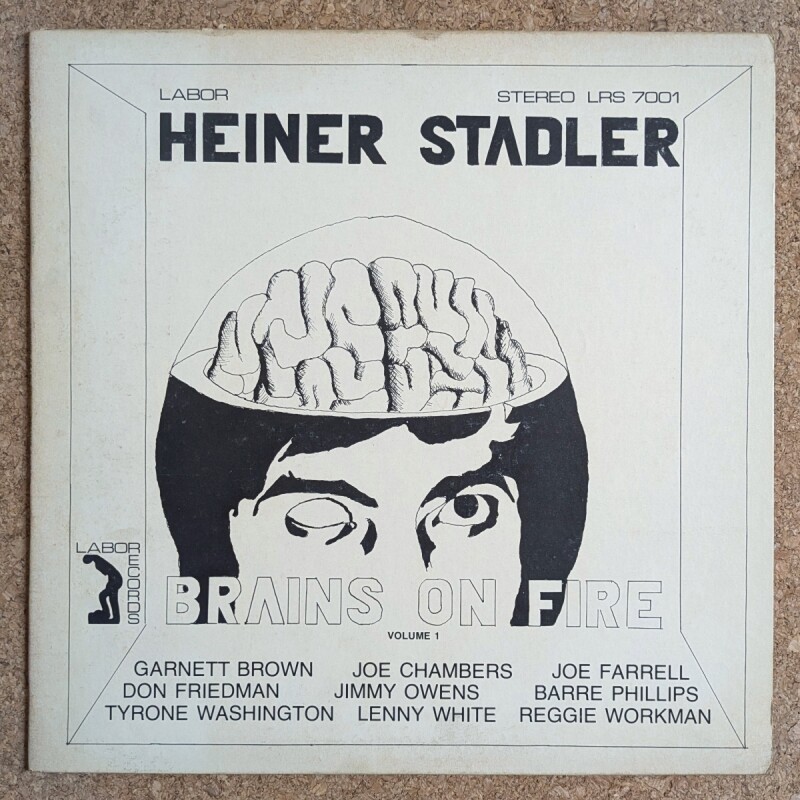 LABOR STEREO LRS 7001
HEINER STADLER
LABOR
RECORDS
BRAINS ON FIRE
VOLUME 1
GARNETT BROWN JOE CHAMBERS JOE FARRELL
DON FRIEDMAN JIMMY OWENS BARRE PHILLIPS
TYRONE WASHINGTON LENNY WHITE REGGIE WORKMAN